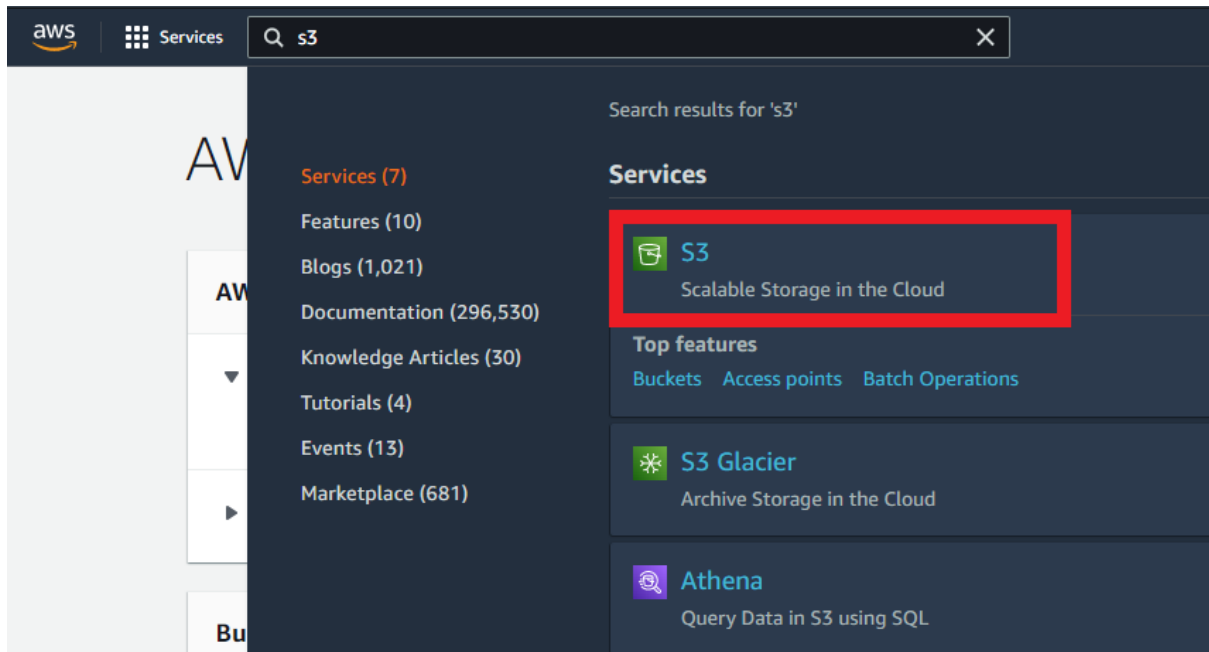 aws Services s3
Search results for 's3'
AW
Services (7)
Features (10)
Blogs (1,021)
Documentation (296,530)
Knowledge Articles (30)
Tutorials (4)
Events (13)
Marketplace (681)
Services
S3
Scalable Storage in the Cloud
Top features
Buckets Access points Batch Operations
S3 Glacier
Archive Storage in the Cloud
Athena
Query Data in S3 using SQL
AW
Bu